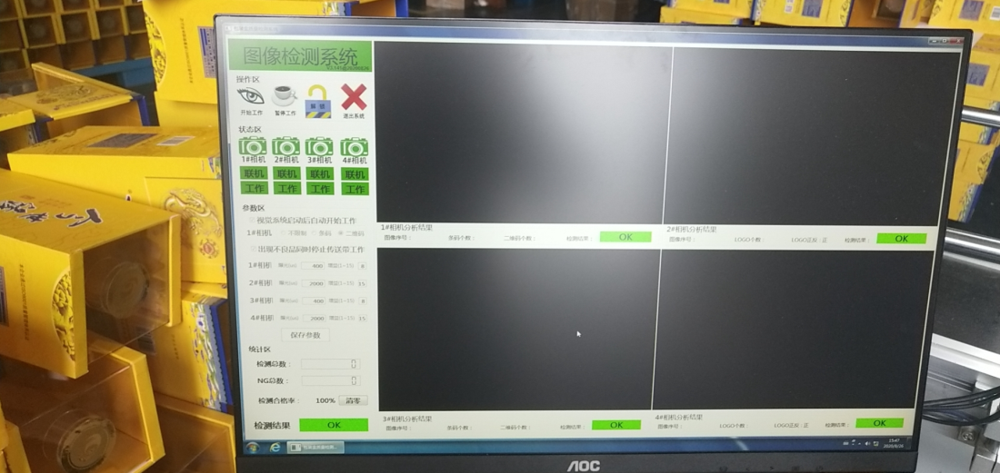 图像检测系统
操作区
开始工作 暂停工作 解锁 退出系统
状态区
1#相机 2#相机 3#相机 4#相机
联机 联机 联机 联机
工作 工作 工作 工作
参数区
视觉系统启动后自动开始工作
1#相机 不限制 条码 二维码
出现不良品同时停止传送带工作
1#相机 曝光(us) 400 增益(1-15) 8
2#相机 曝光(us) 2000 增益(1-15) 15
3#相机 曝光(us) 400 增益(1-15) 8
4#相机 曝光(us) 2000 增益(1-15) 15
保存参数
统计区
检测总数: 0
NG总数: 0
检测合格率: 100% 清零
检测结果 OK
1#相机分析结果
图像序号: 条码个数: 二维码个数: 检测结果: OK
2#相机分析结果
图像序号: LOGO个数: LOGO正反:正 检测结果: OK
3#相机分析结果
图像序号: 条码个数: 二维码个数: 检测结果: OK
4#相机分析结果
图像序号: LOGO个数: LOGO正反:正 检测结果: OK
15:47
2020/8/26
AOC